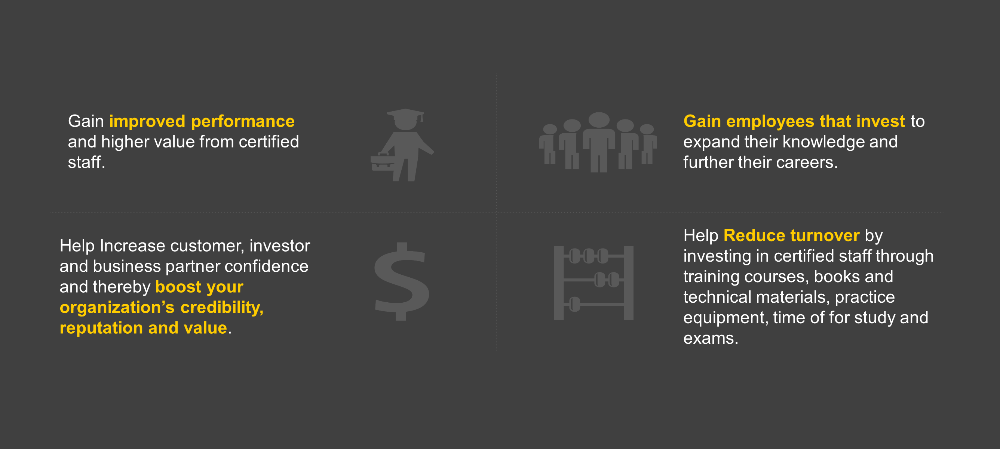 Gain improved performance
and higher value from certified
staff.
Gain employees that invest to
expand their knowledge and
further their careers.
Help Increase customer, investor
and business partner confidence
and thereby boost your
organization’s credibility,
reputation and value.
Help Reduce turnover by
investing in certified staff through
training courses, books and
technical materials, practice
equipment, time of for study and
exams.